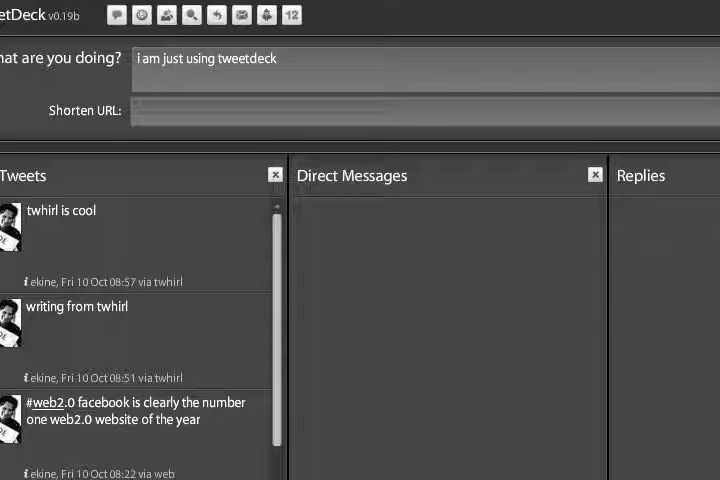 etDeck v0.19b
12
hat are you doing? i am just using tweetdeck
Shorten URL:
Tweets
Direct Messages
Replies
twhirl is cool
ekine, Fri 10 Oct 08:57 via twhirl
writing from twhirl
ekine, Fri 10 Oct 08:51 via twhirl
#web2.0 facebook is clearly the number
one web2.0 website of the year
ekine, Fri 10 Oct 08:22 via web